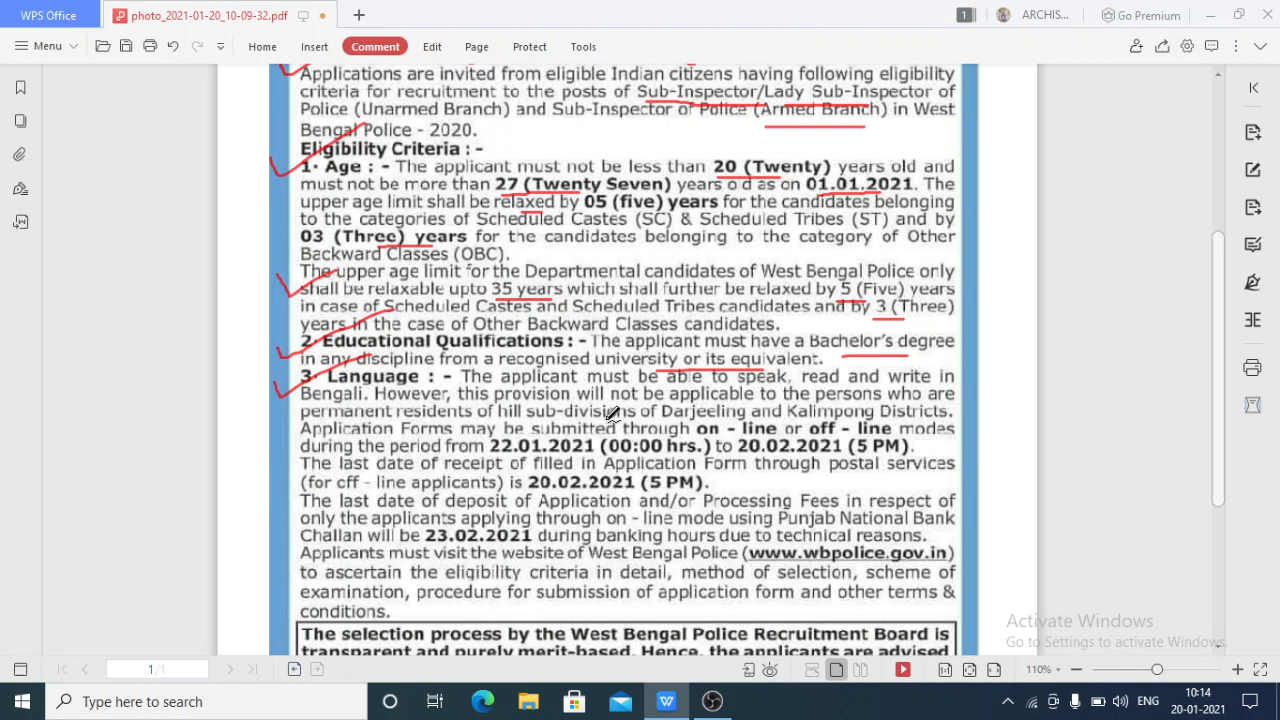 WPS Office
photo_2021-01-20_10-09-32.pdf
1
ARCHIS...
Go Premium
Menu
Home
Insert
Comment
Edit
Page
Protect
Tools
Applications are invited from eligible Indian citizens having following eligibility
criteria for recruitment to the posts of Sub-Inspector/Lady Sub-Inspector of
Police (Unarmed Branch) and Sub-Inspector of Police (Armed Branch) in West
Bengal Police - 2020.
Eligibility Criteria : -
1· Age : - The applicant must not be less than 20 (Twenty) years old and
must not be more than 27 (Twenty Seven) years old as on 01.01.2021. The
upper age limit shall be relaxed by 05 (five) years for the candidates belonging
to the categories of Scheduled Castes (SC) & Scheduled Tribes (ST) and by
03 (Three) years for the candidates belonging to the category of Other
Backward Classes (OBC).
The upper age limit for the Departmental candidates of West Bengal Police only
shall be relaxable upto 35 years which shall further be relaxed by 5 (Five) years
in case of Scheduled Castes and Scheduled Tribes candidates and by 3 (Three)
years in the case of Other Backward Classes candidates.
2· Educational Qualifications : - The applicant must have a Bachelor's degree
in any discipline from a recognised university or its equivalent.
3· Language : - The applicant must be able to speak, read and write in
Bengali. However, this provision will not be applicable to the persons who are
permanent residents of hill sub-divisions of Darjeeling and Kalimpong Districts.
Application Forms may be submitted through on - line or off - line modes
during the period from 22.01.2021 (00:00 hrs.) to 20.02.2021 (5 PM).
The last date of receipt of filled in Application Form through postal services
(for off - line applicants) is 20.02.2021 (5 PM).
The last date of deposit of Application and/or Processing Fees in respect of
only the applicants applying through on - line mode using Punjab National Bank
Challan will be 23.02.2021 during banking hours due to technical reasons.
Applicants must visit the website of West Bengal Police (www.wbpolice.gov.in)
to ascertain the eligibility criteria in detail, method of selection, scheme of
examination, procedure for submission of application form and other terms &
conditions.
The selection process by the West Bengal Police Recruitment Board is
transparent and purely merit-based. Hence, the applicants are advised
Activate Windows
Go to Settings to activate Windows.
1/1
110%
Type here to search
ENG
10:14
20-01-2021